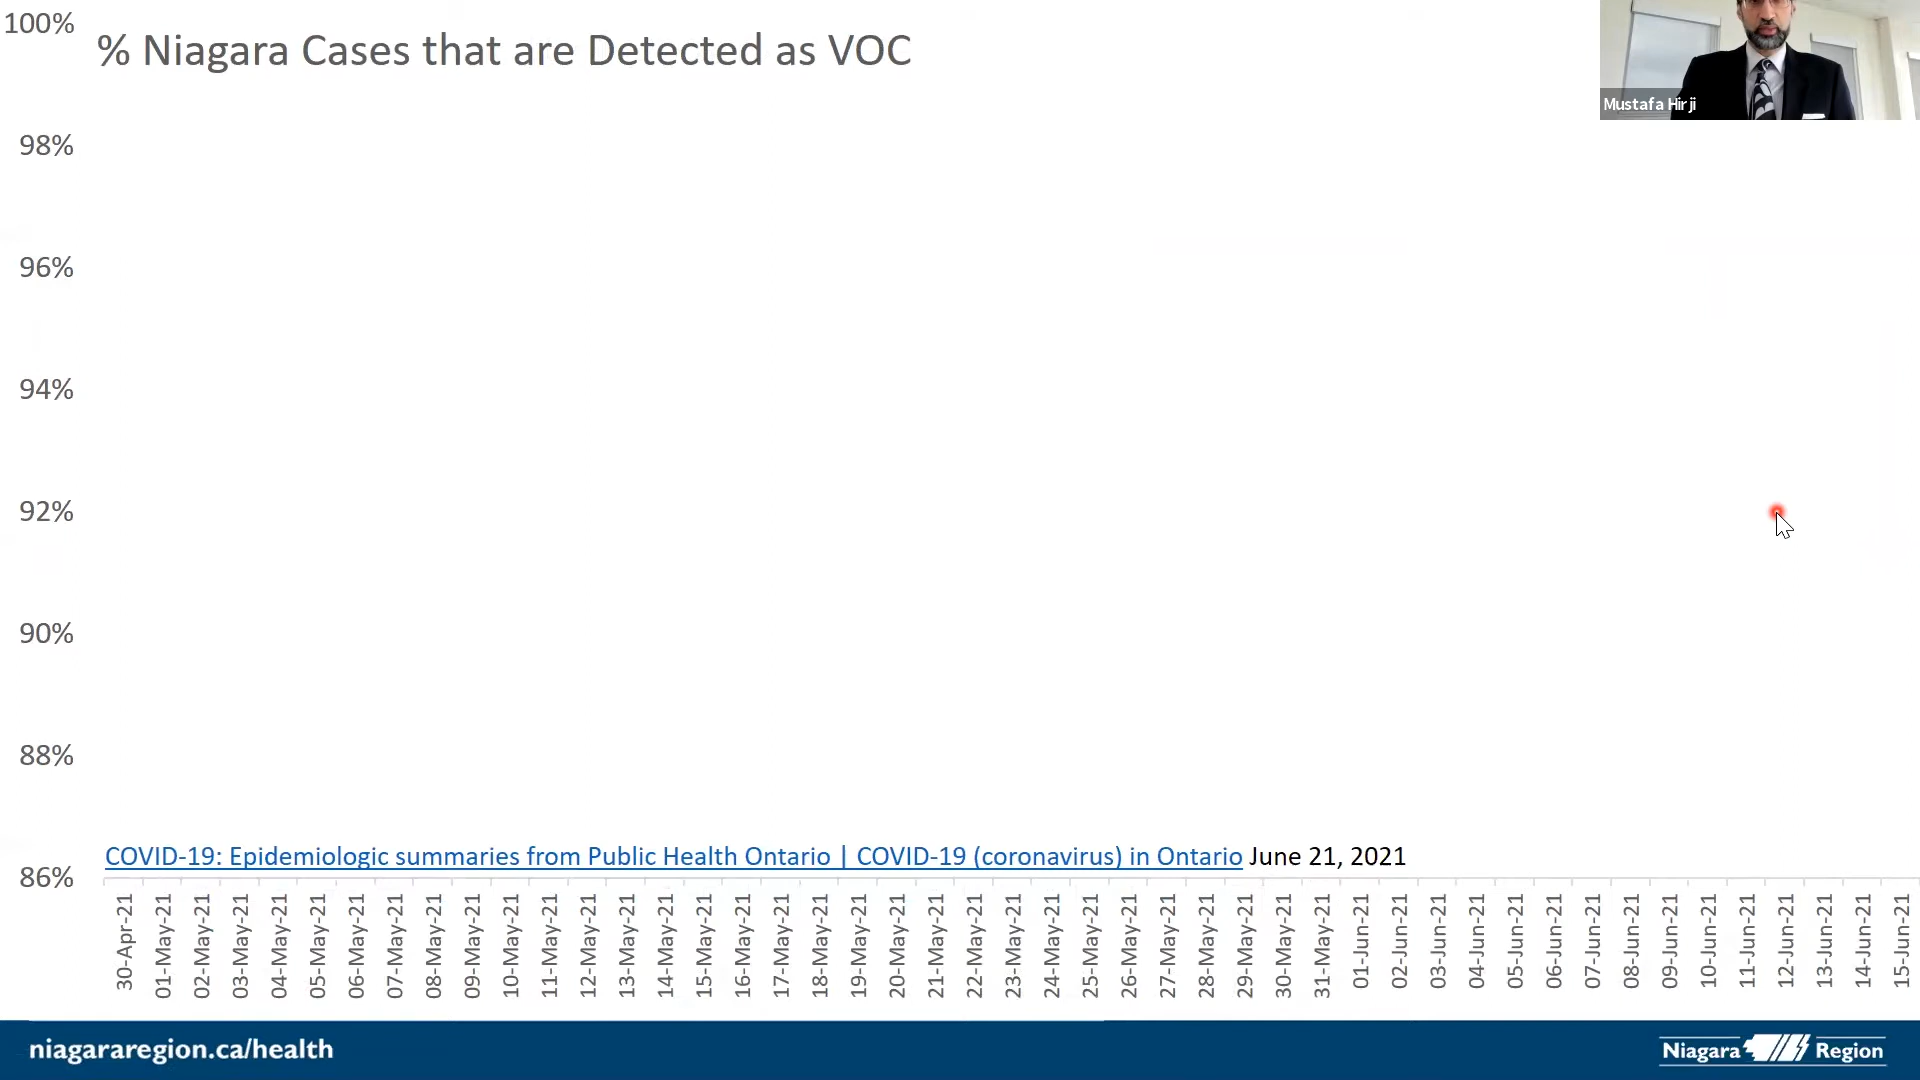 100%
% Niagara Cases that are Detected as VOC
Mustafa Hirji
98%
96%
94%
92%
90%
88%
COVID-19: Epidemiologic summaries from Public Health Ontario | COVID-19 (coronavirus) in Ontario June 21, 2021
86%
30-Apr-21
01-May-21
02-May-21
03-May-21
04-May-21
05-May-21
06-May-21
07-May-21
08-May-21
09-May-21
10-May-21
11-May-21
12-May-21
13-May-21
14-May-21
15-May-21
16-May-21
17-May-21
18-May-21
19-May-21
20-May-21
21-May-21
22-May-21
23-May-21
24-May-21
25-May-21
26-May-21
27-May-21
28-May-21
29-May-21
30-May-21
31-May-21
01-Jun-21
02-Jun-21
03-Jun-21
04-Jun-21
05-Jun-21
06-Jun-21
07-Jun-21
08-Jun-21
09-Jun-21
10-Jun-21
11-Jun-21
12-Jun-21
13-Jun-21
14-Jun-21
15-Jun-21
niagararegion.ca/health
Niagara Region